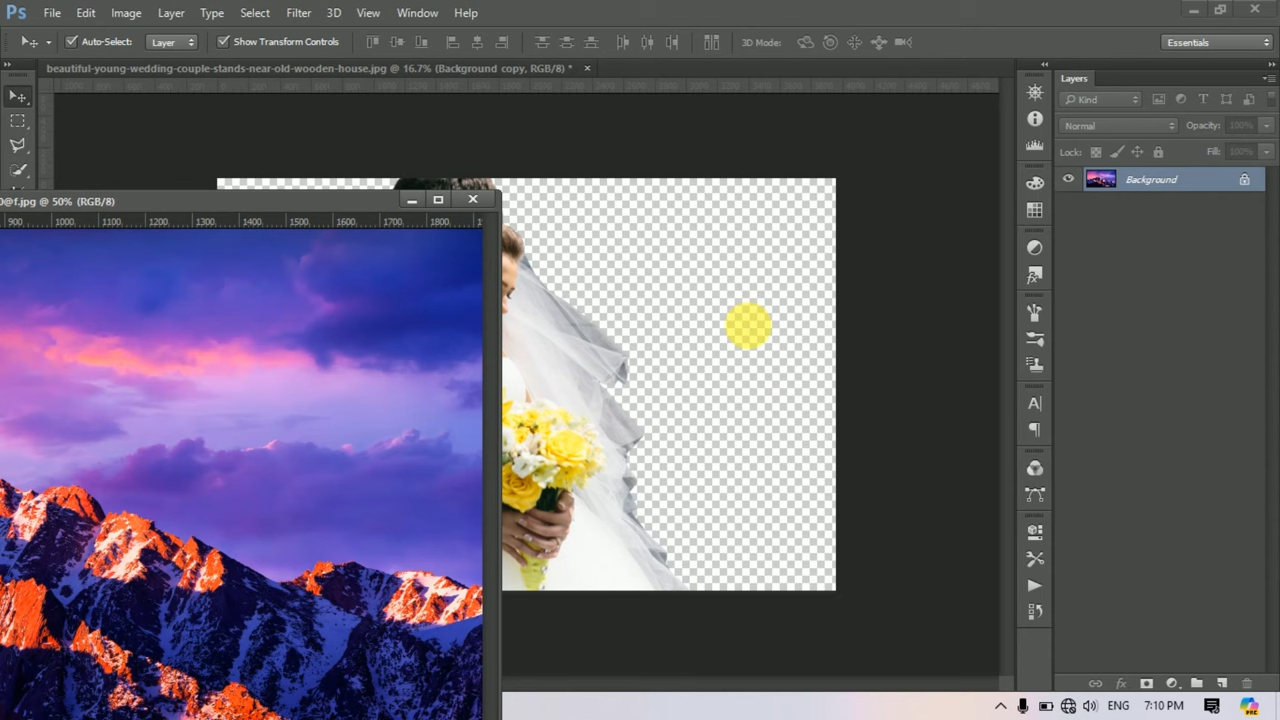 Ps File Edit Image Layer Type Select Filter 3D View Window Help
Auto-Select: Layer Show Transform Controls 3D Mode: Essentials
beautiful-young-wedding-couple-stands-near-old-wooden-house.jpg @ 16.7% (Background copy, RGB/8) * ×
Layers
Kind
Normal Opacity: 100%
Lock: Fill: 100%
Background
@f.jpg @ 50% (RGB/8)
900 1000 1100 1200 1300 1400 1500 1600 1700 1800
A
ENG 7:10 PM
PRE